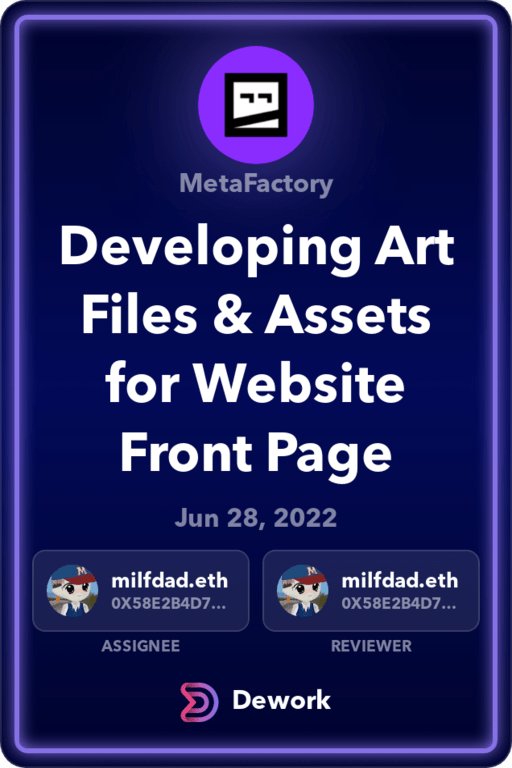 MetaFactory
Developing Art
Files & Assets
for Website
Front Page
Jun 28, 2022
milfdad.eth
0X58E2B4D7...
ASSIGNEE
milfdad.eth
0X58E2B4D7...
REVIEWER
Dework